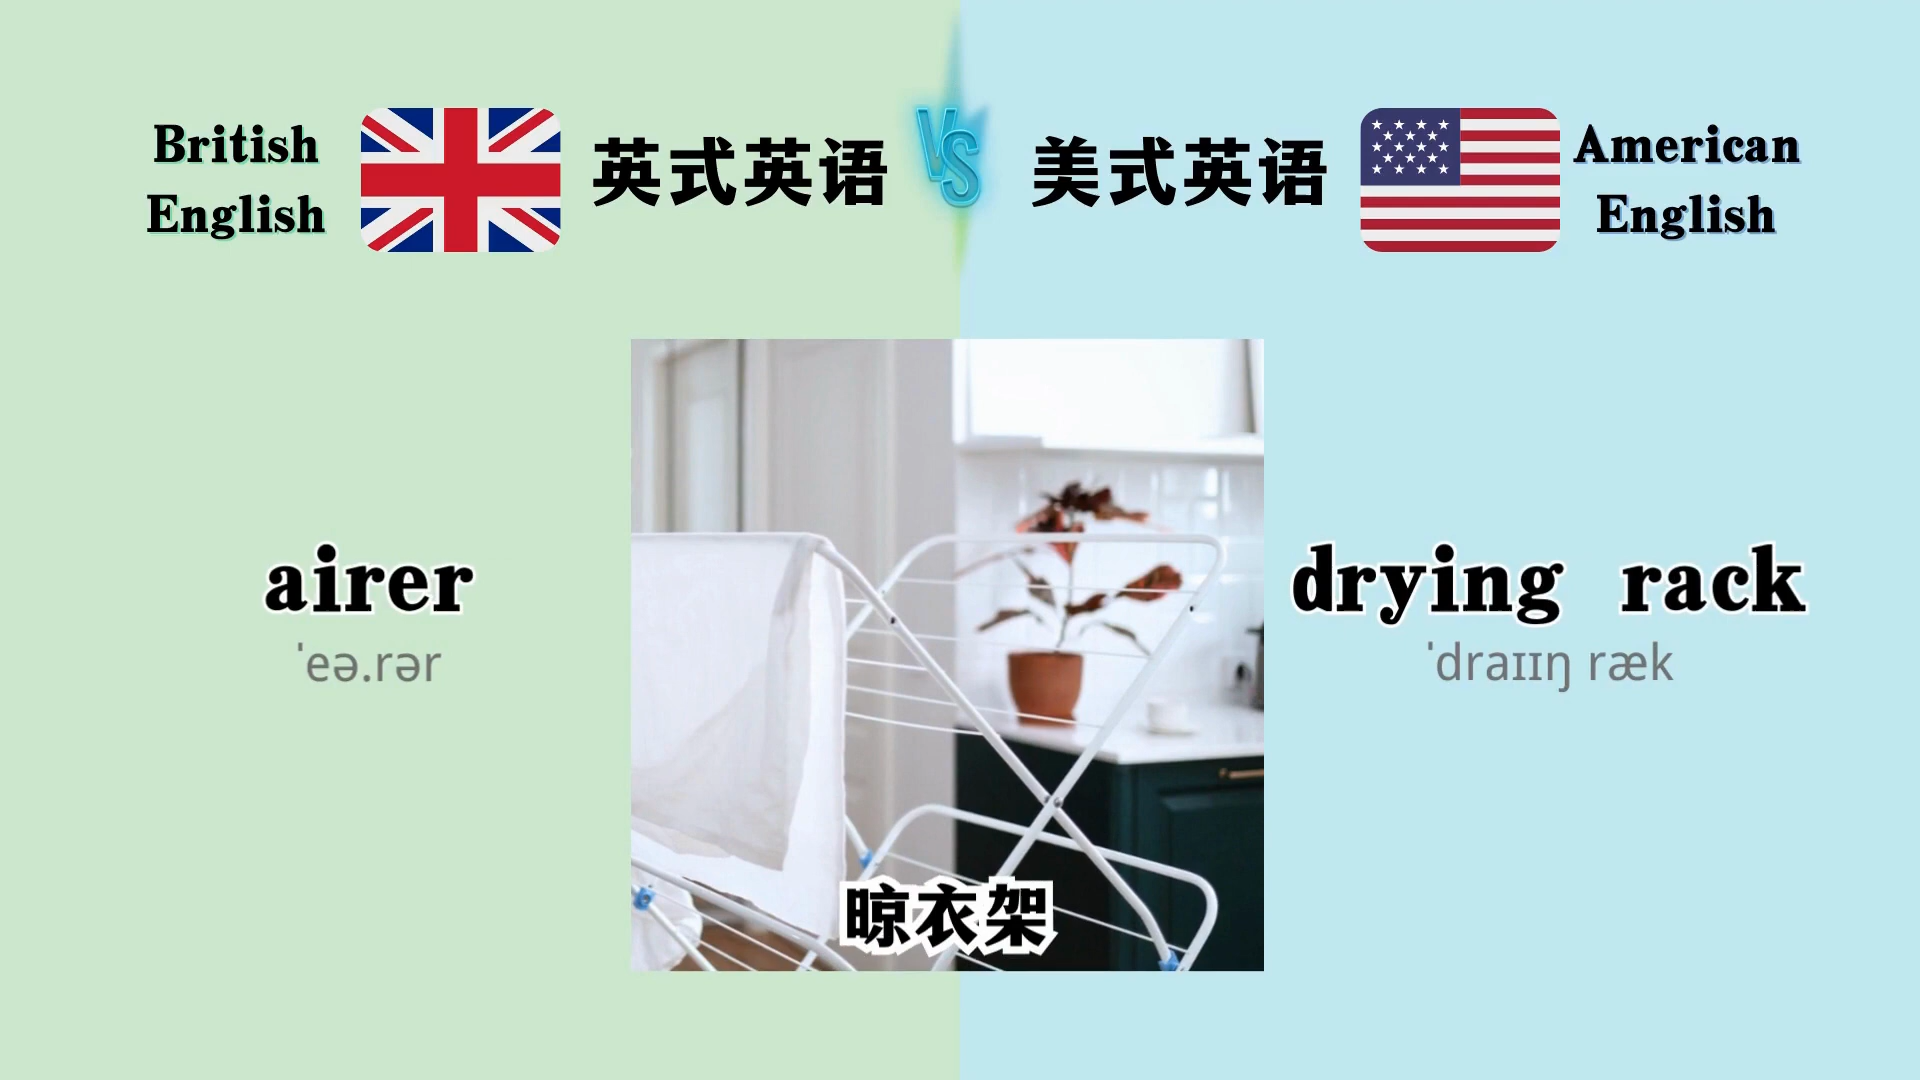 British
English
英式英语
VS
美式英语
American
English
airer
ˈeə.rər
drying rack
ˈdraɪɪŋ ræk
晾衣架